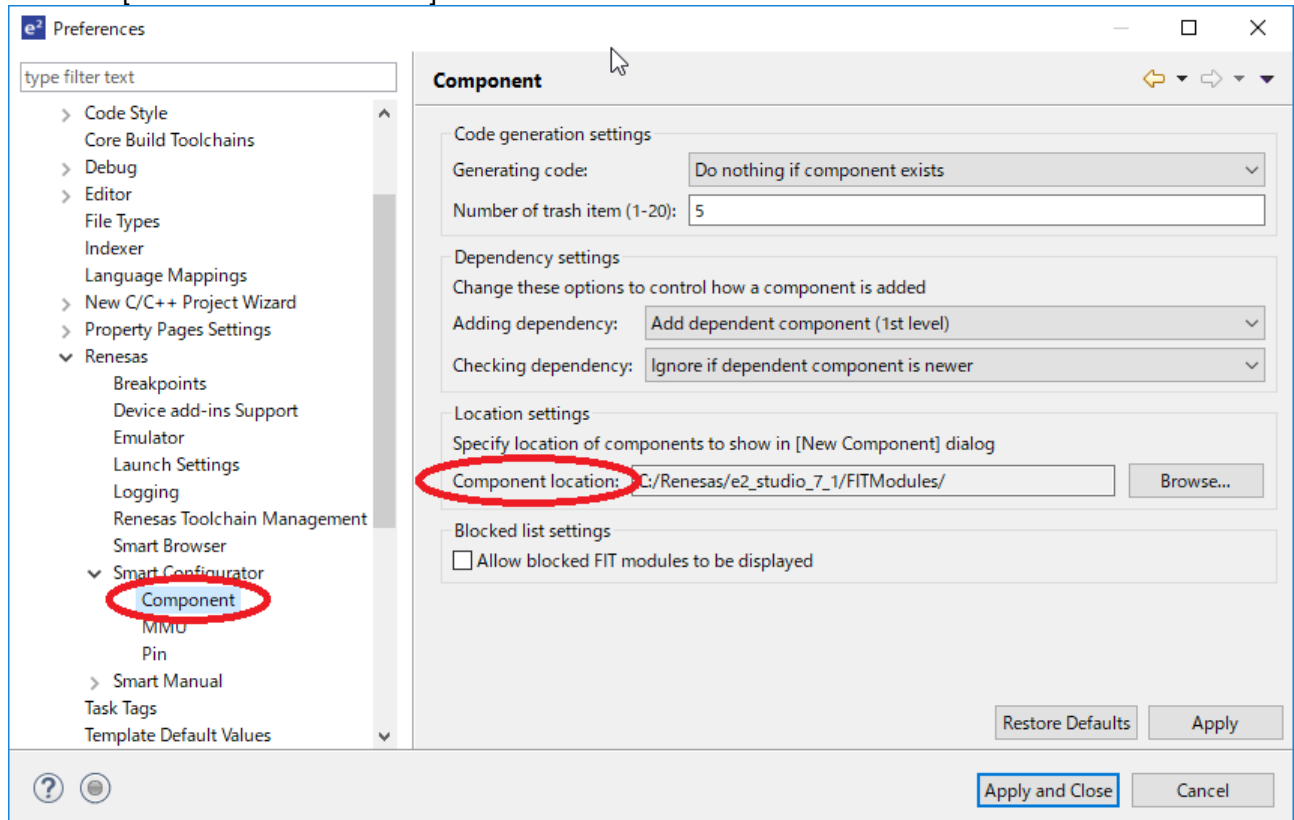 e² Preferences
type filter text
Component
Code Style
Core Build Toolchains
Debug
Editor
File Types
Indexer
Language Mappings
New C/C++ Project Wizard
Property Pages Settings
Renesas
Breakpoints
Device add-ins Support
Emulator
Launch Settings
Logging
Renesas Toolchain Management
Smart Browser
Smart Configurator
Component
MMU
Pin
Smart Manual
Task Tags
Template Default Values
Code generation settings
Generating code: Do nothing if component exists
Number of trash item (1-20): 5
Dependency settings
Change these options to control how a component is added
Adding dependency: Add dependent component (1st level)
Checking dependency: Ignore if dependent component is newer
Location settings
Specify location of components to show in [New Component] dialog
Component location: C:/Renesas/e2_studio_7_1/FITModules/ Browse...
Blocked list settings
Allow blocked FIT modules to be displayed
Restore Defaults Apply
Apply and Close Cancel